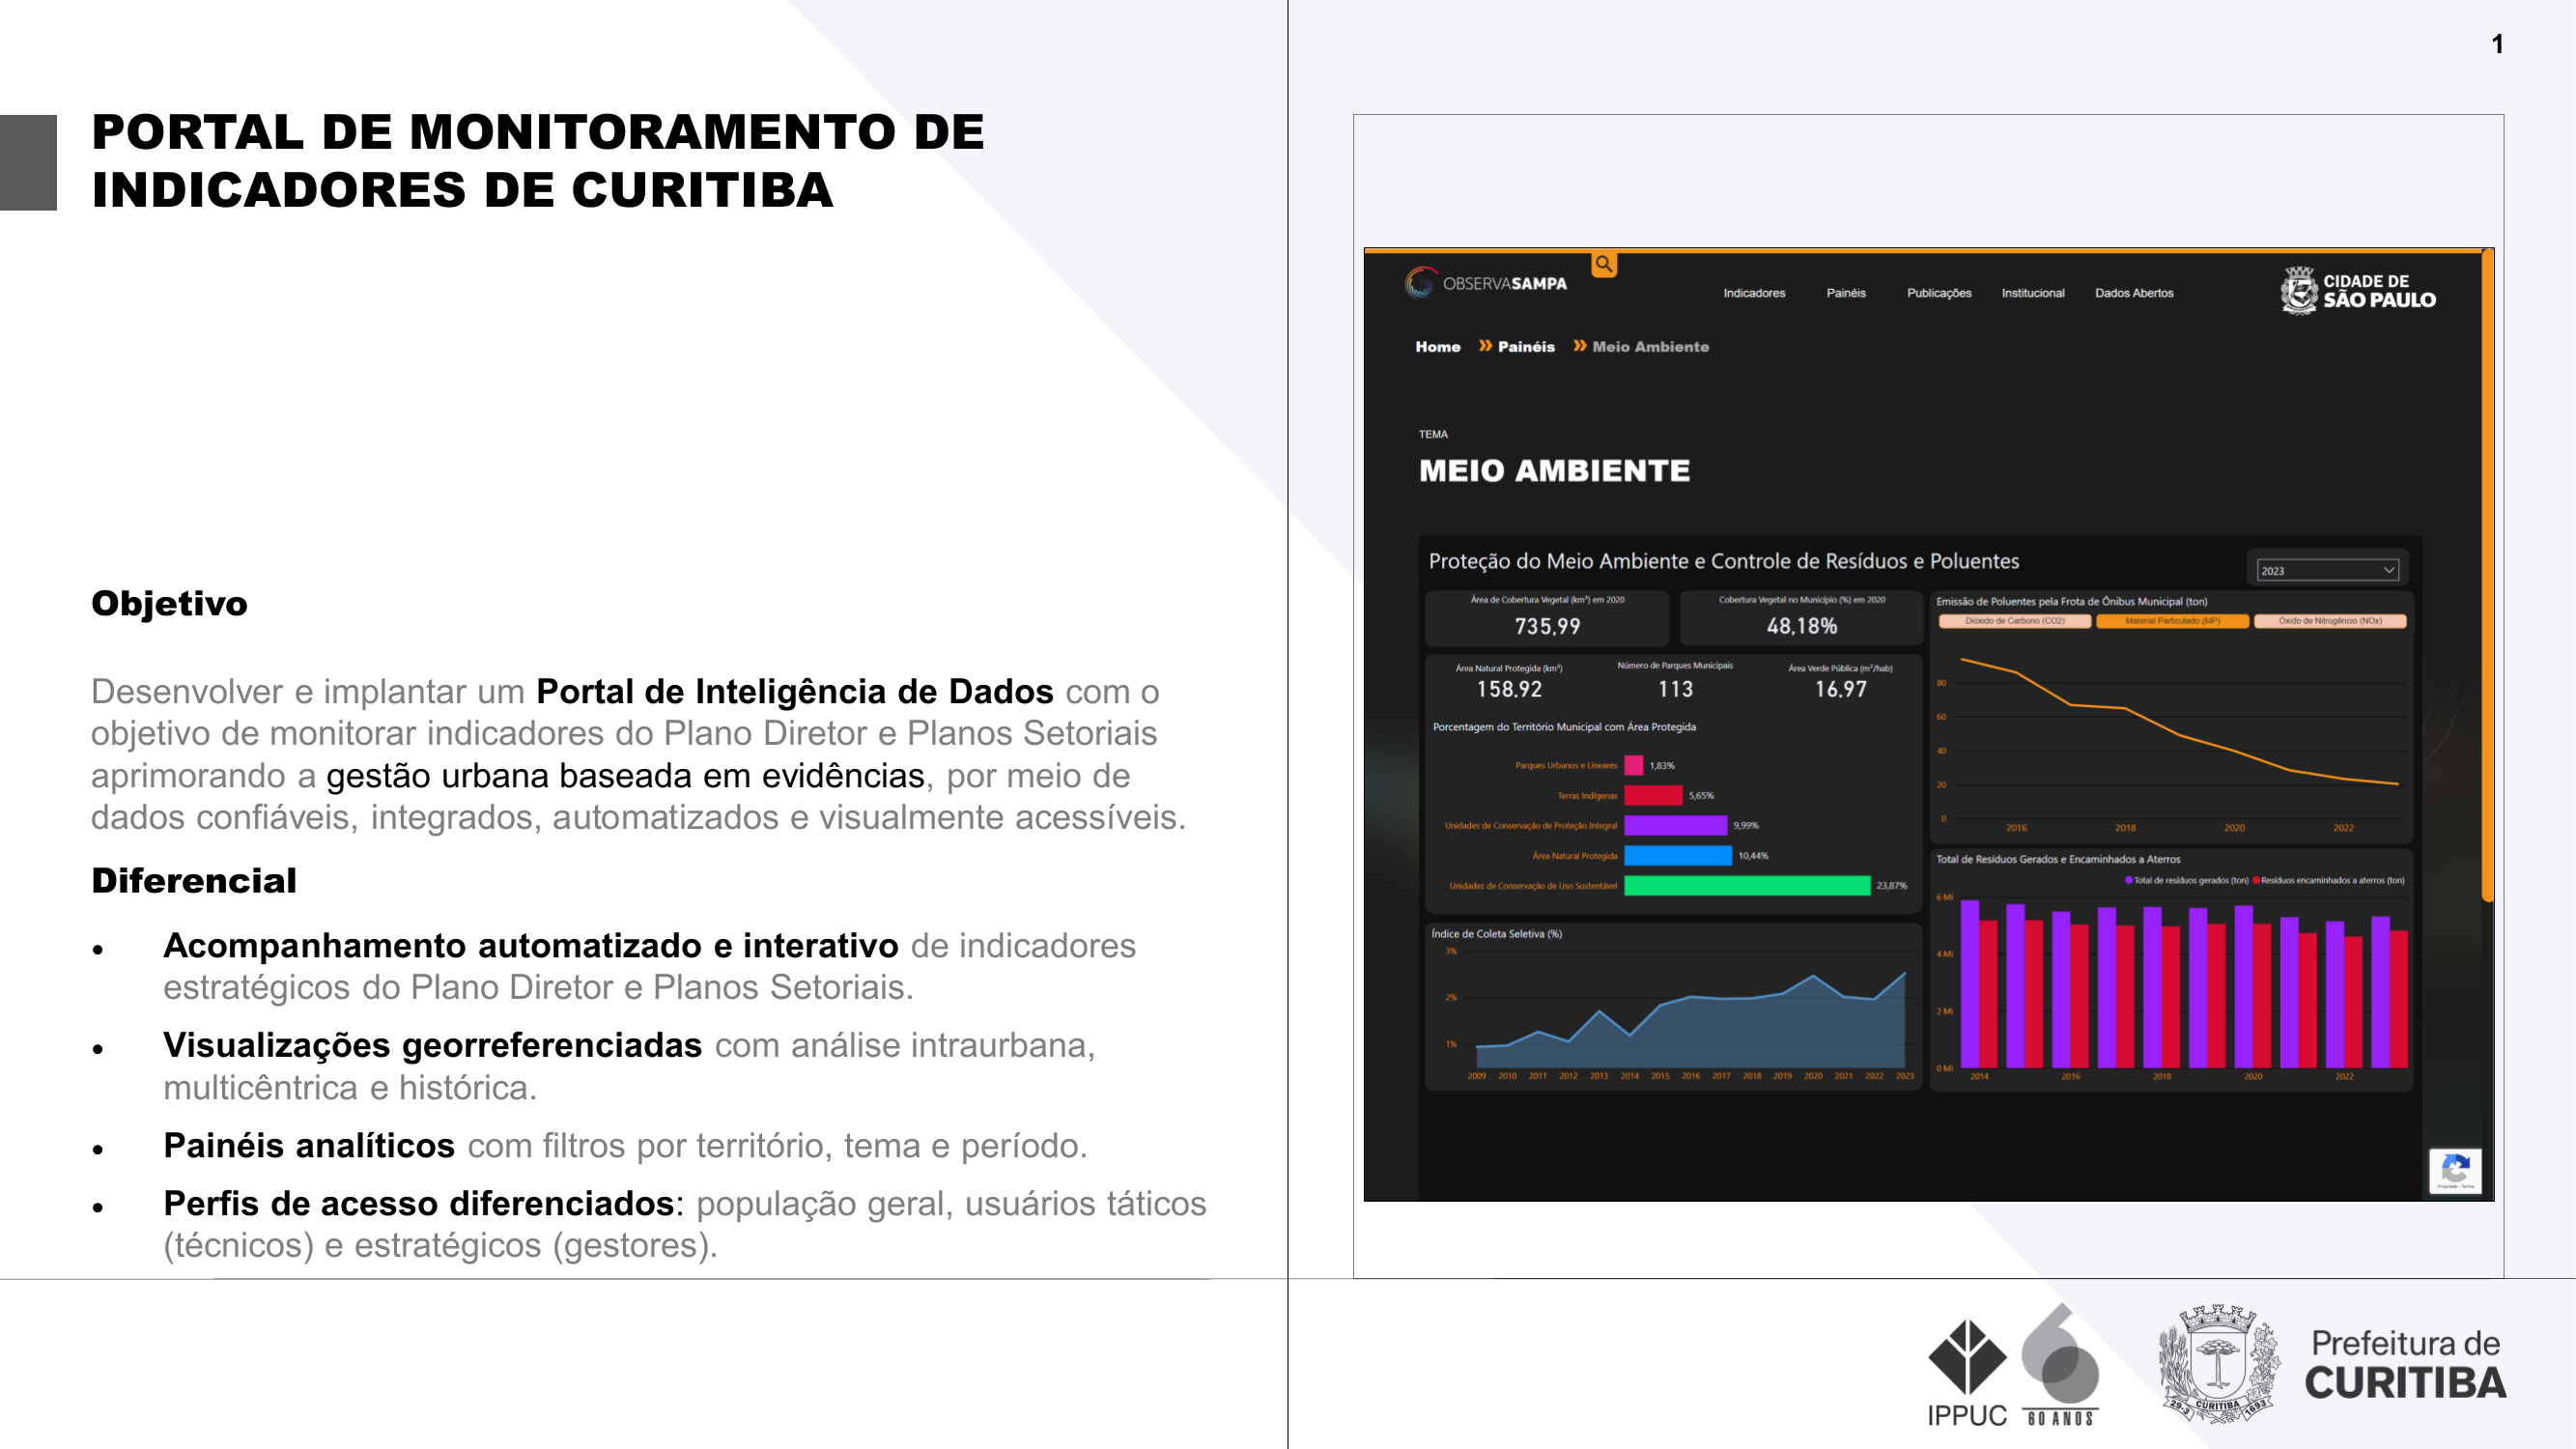 1
PORTAL DE MONITORAMENTO DE
INDICADORES DE CURITIBA
Objetivo
Desenvolver e implantar um Portal de Inteligência de Dados com o
objetivo de monitorar indicadores do Plano Diretor e Planos Setoriais
aprimorando a gestão urbana baseada em evidências, por meio de
dados confiáveis, integrados, automatizados e visualmente acessíveis.
Diferencial
• Acompanhamento automatizado e interativo de indicadores
estratégicos do Plano Diretor e Planos Setoriais.
• Visualizações georreferenciadas com análise intraurbana,
multicêntrica e histórica.
• Painéis analíticos com filtros por território, tema e período.
• Perfis de acesso diferenciados: população geral, usuários táticos
(técnicos) e estratégicos (gestores).
OBSERVASAMPA
Indicadores Painéis Publicações Institucional Dados Abertos
CIDADE DE
SÃO PAULO
Home » Painéis » Meio Ambiente
TEMA
MEIO AMBIENTE
Proteção do Meio Ambiente e Controle de Resíduos e Poluentes
2023
Área de Cobertura Vegetal (km²) em 2020
735,99
Cobertura Vegetal no Município (%) em 2020
48,18%
Área Natural Protegida (km²)
158,92
Número de Parques Municipais
113
Área Verde Pública (m²/hab)
16,97
Porcentagem do Território Municipal com Área Protegida
Parques Urbanos e Lineares 1,83%
Terras Indígenas 5,65%
Unidades de Conservação de Proteção Integral 9,99%
Área Natural Protegida 10,44%
Unidades de Conservação de Uso Sustentável 23,87%
Índice de Coleta Seletiva (%)
3%
2%
1%
2009 2010 2011 2012 2013 2014 2015 2016 2017 2018 2019 2020 2021 2022 2023
Emissão de Poluentes pela Frota de Ônibus Municipal (ton)
Dióxido de Carbono (CO2) Material Particulado (MP) Óxido de Nitrogêncio (NOx)
80
60
40
20
0
2016 2018 2020 2022
Total de Resíduos Gerados e Encaminhados a Aterros
Total de resíduos gerados (ton) Resíduos encaminhados a aterros (ton)
6 Mi
4 Mi
2 Mi
0 Mi
2014 2016 2018 2020 2022
Privacidade - Termos
IPPUC
60 ANOS
29-3 CURITIBA 1693
Prefeitura de
CURITIBA